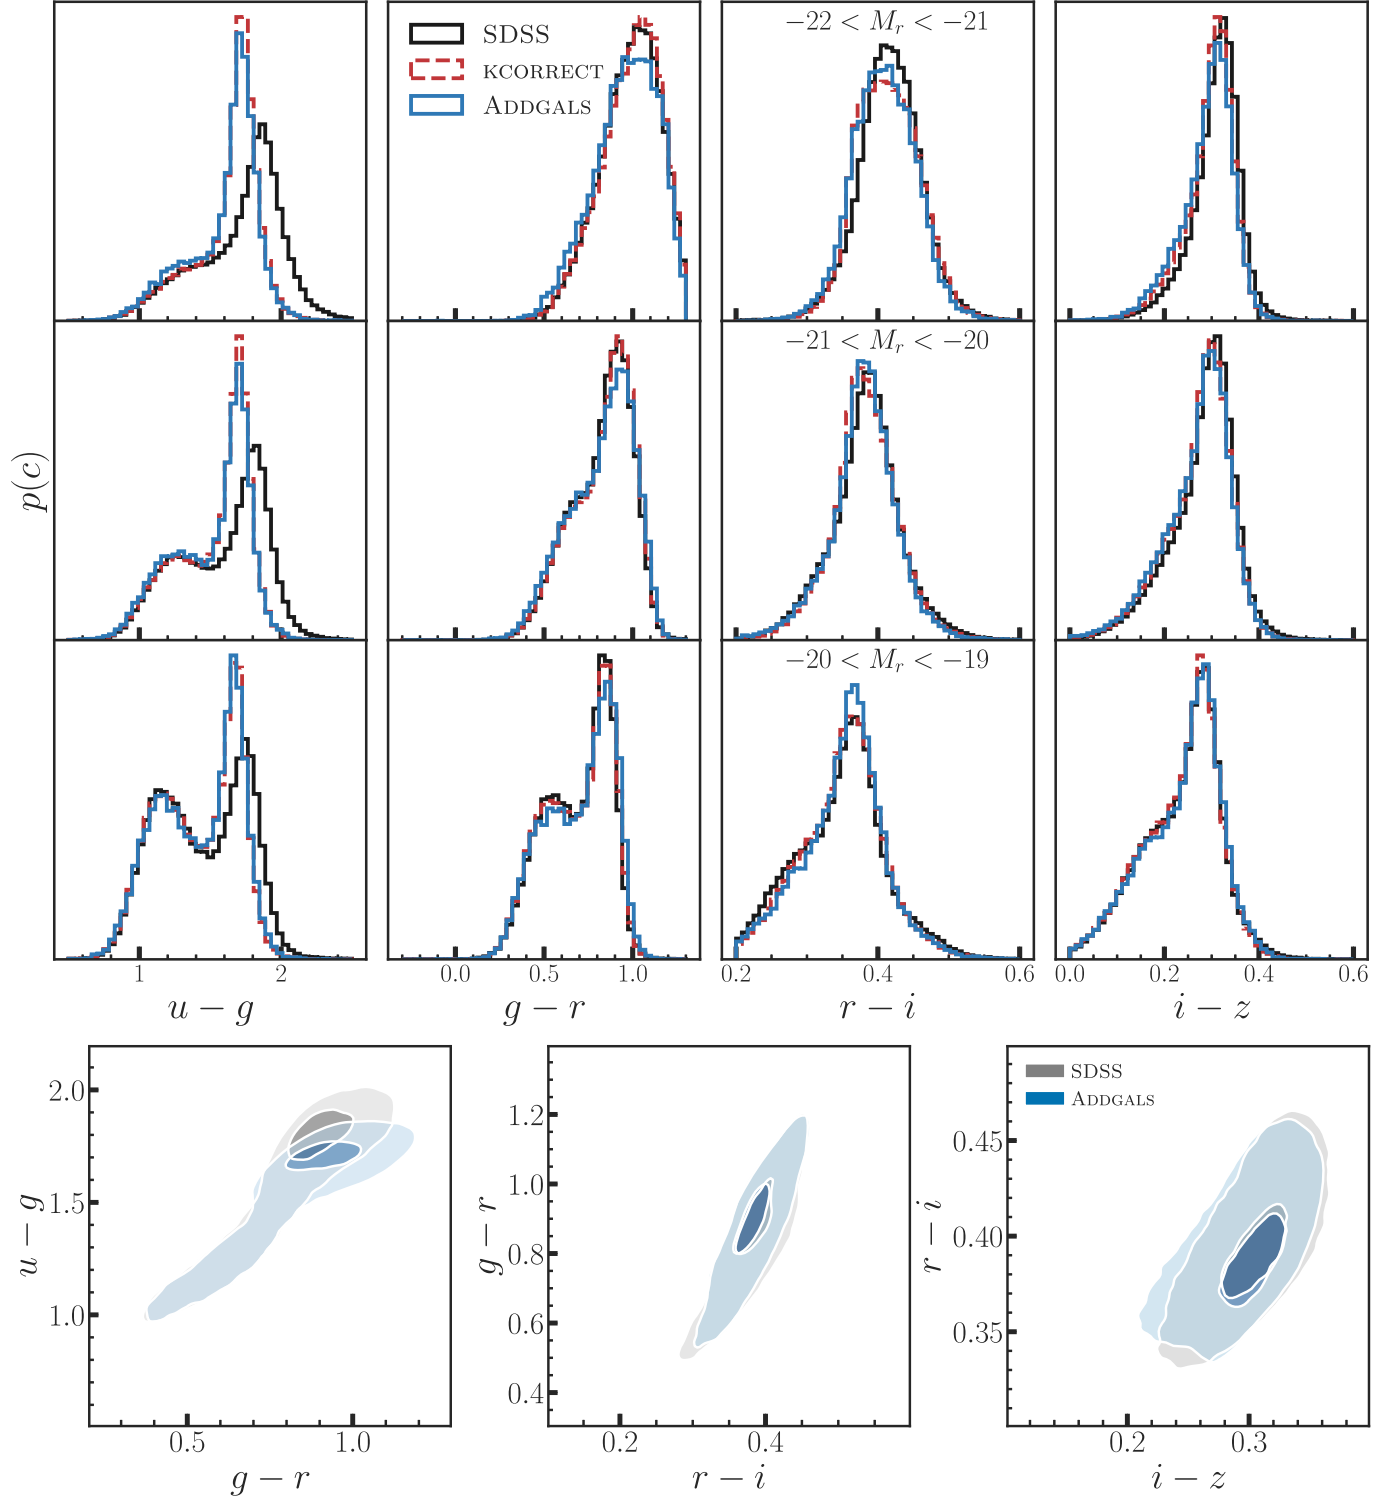 SDSS
KCORRECT
ADDGALS
−22 < M_r < −21
−21 < M_r < −20
−20 < M_r < −19
p(c)
1 2
0.0 0.5 1.0
0.2 0.4 0.6
0.0 0.2 0.4 0.6
u − g
g − r
r − i
i − z
2.0
1.5
1.0
u − g
0.5 1.0
g − r
1.2
1.0
0.8
0.6
0.4
g − r
0.2 0.4
r − i
SDSS
ADDGALS
0.45
0.40
0.35
r − i
0.2 0.3
i − z